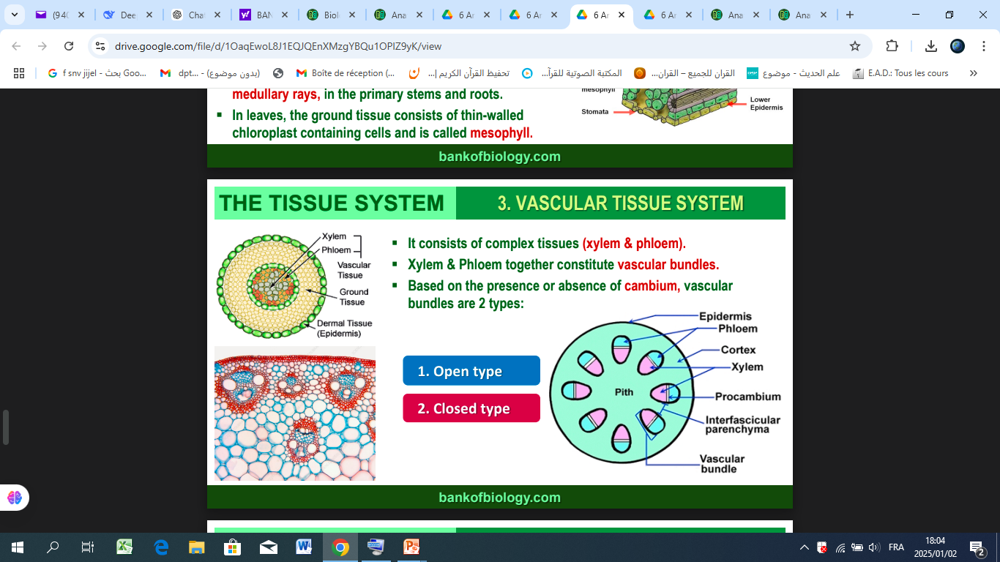 (940
Dee
Chat
BAN
Biol
Ana
6 Ar
6 Ar
6 Ar
6 Ar
Ana
Ana
drive.google.com/file/d/1OaqEwoL8J1EQJQEnXMzgYBQu1OPlZ9yK/view
f snv jijel - بحث Goo...
dpt... - (بدون موضوع)
Boîte de réception (...
تحفيظ القرآن الكريم |...
المكتبة الصوتية للقرآ...
القران للجميع – القران...
علم الحديث - موضوع
E.A.D.: Tous les cours
medullary rays, in the primary stems and roots.
In leaves, the ground tissue consists of thin-walled
chloroplast containing cells and is called mesophyll.
mesophyll
Stomata
Lower
Epidermis
bankofbiology.com
THE TISSUE SYSTEM
3. VASCULAR TISSUE SYSTEM
Xylem
Phloem
Vascular
Tissue
Ground
Tissue
Dermal Tissue
(Epidermis)
It consists of complex tissues (xylem & phloem).
Xylem & Phloem together constitute vascular bundles.
Based on the presence or absence of cambium, vascular
bundles are 2 types:
1. Open type
2. Closed type
Epidermis
Phloem
Cortex
Xylem
Pith
Procambium
Interfascicular
parenchyma
Vascular
bundle
bankofbiology.com
FRA
18:04
2025/01/02
2